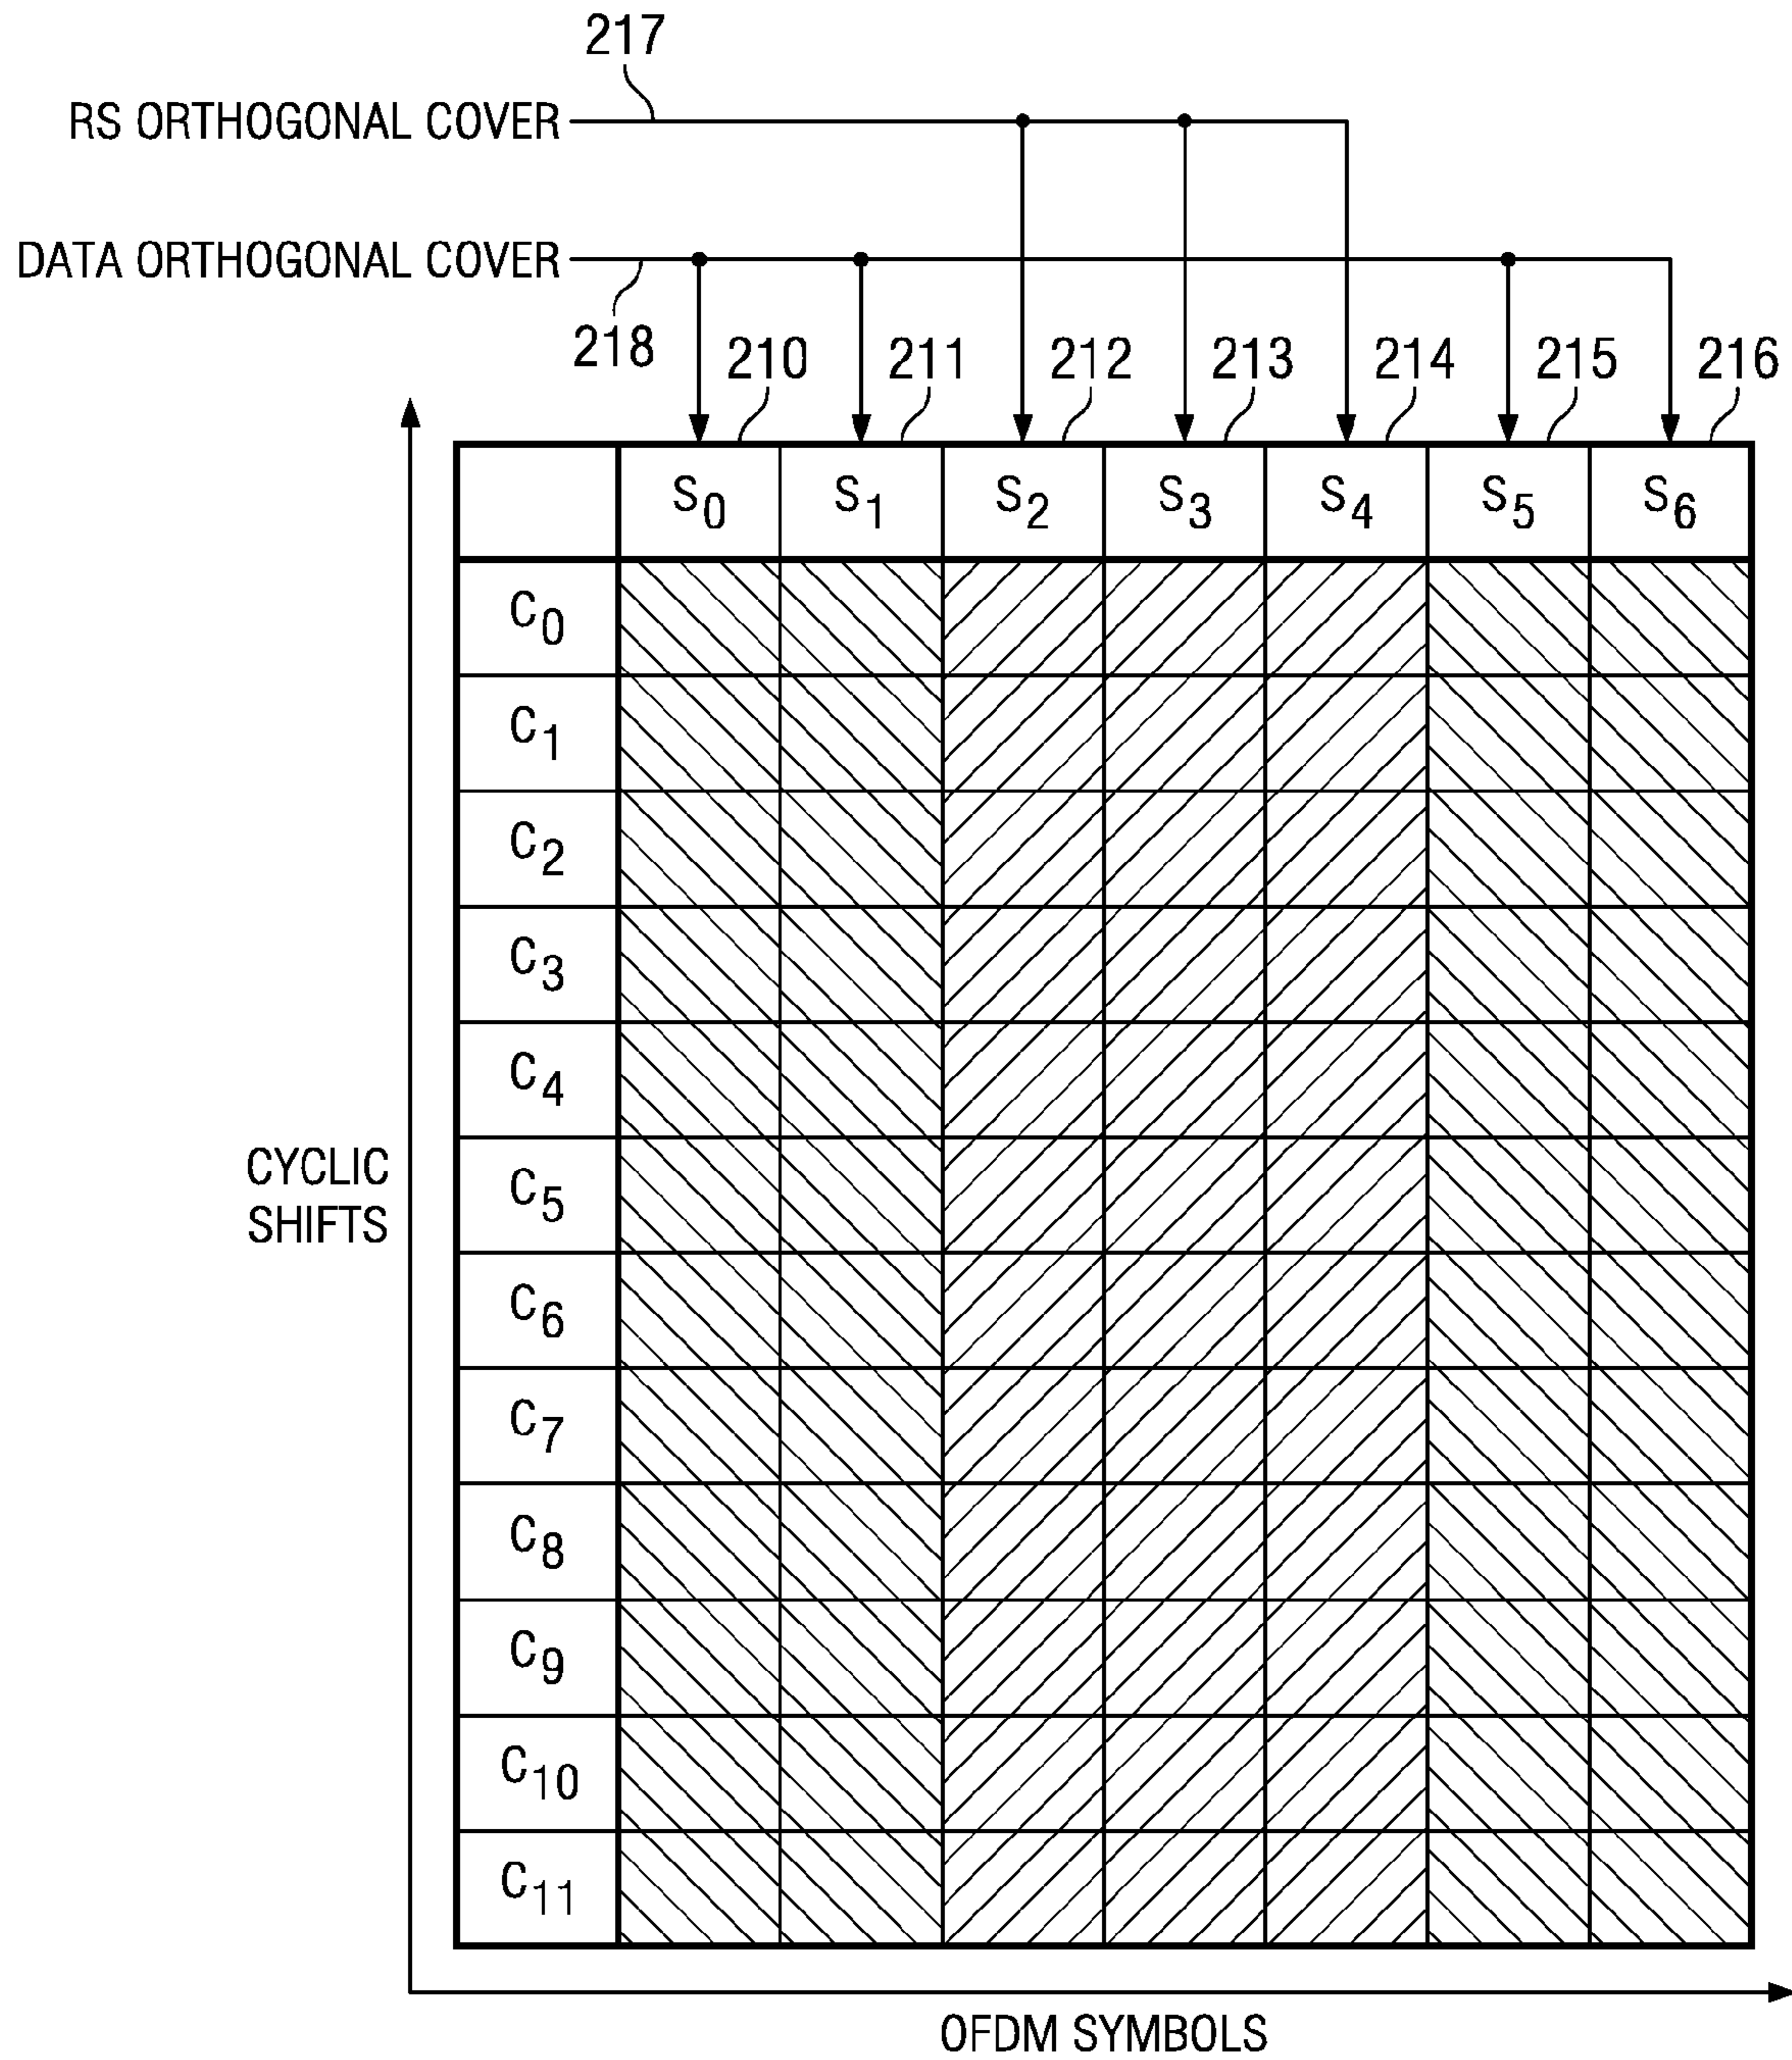 217
RS ORTHOGONAL COVER
DATA ORTHOGONAL COVER
218
210 211 212 213 214 215 216
S0 S1 S2 S3 S4 S5 S6
C0
C1
C2
C3
C4
C5
C6
C7
C8
C9
C10
C11
CYCLIC
SHIFTS
OFDM SYMBOLS